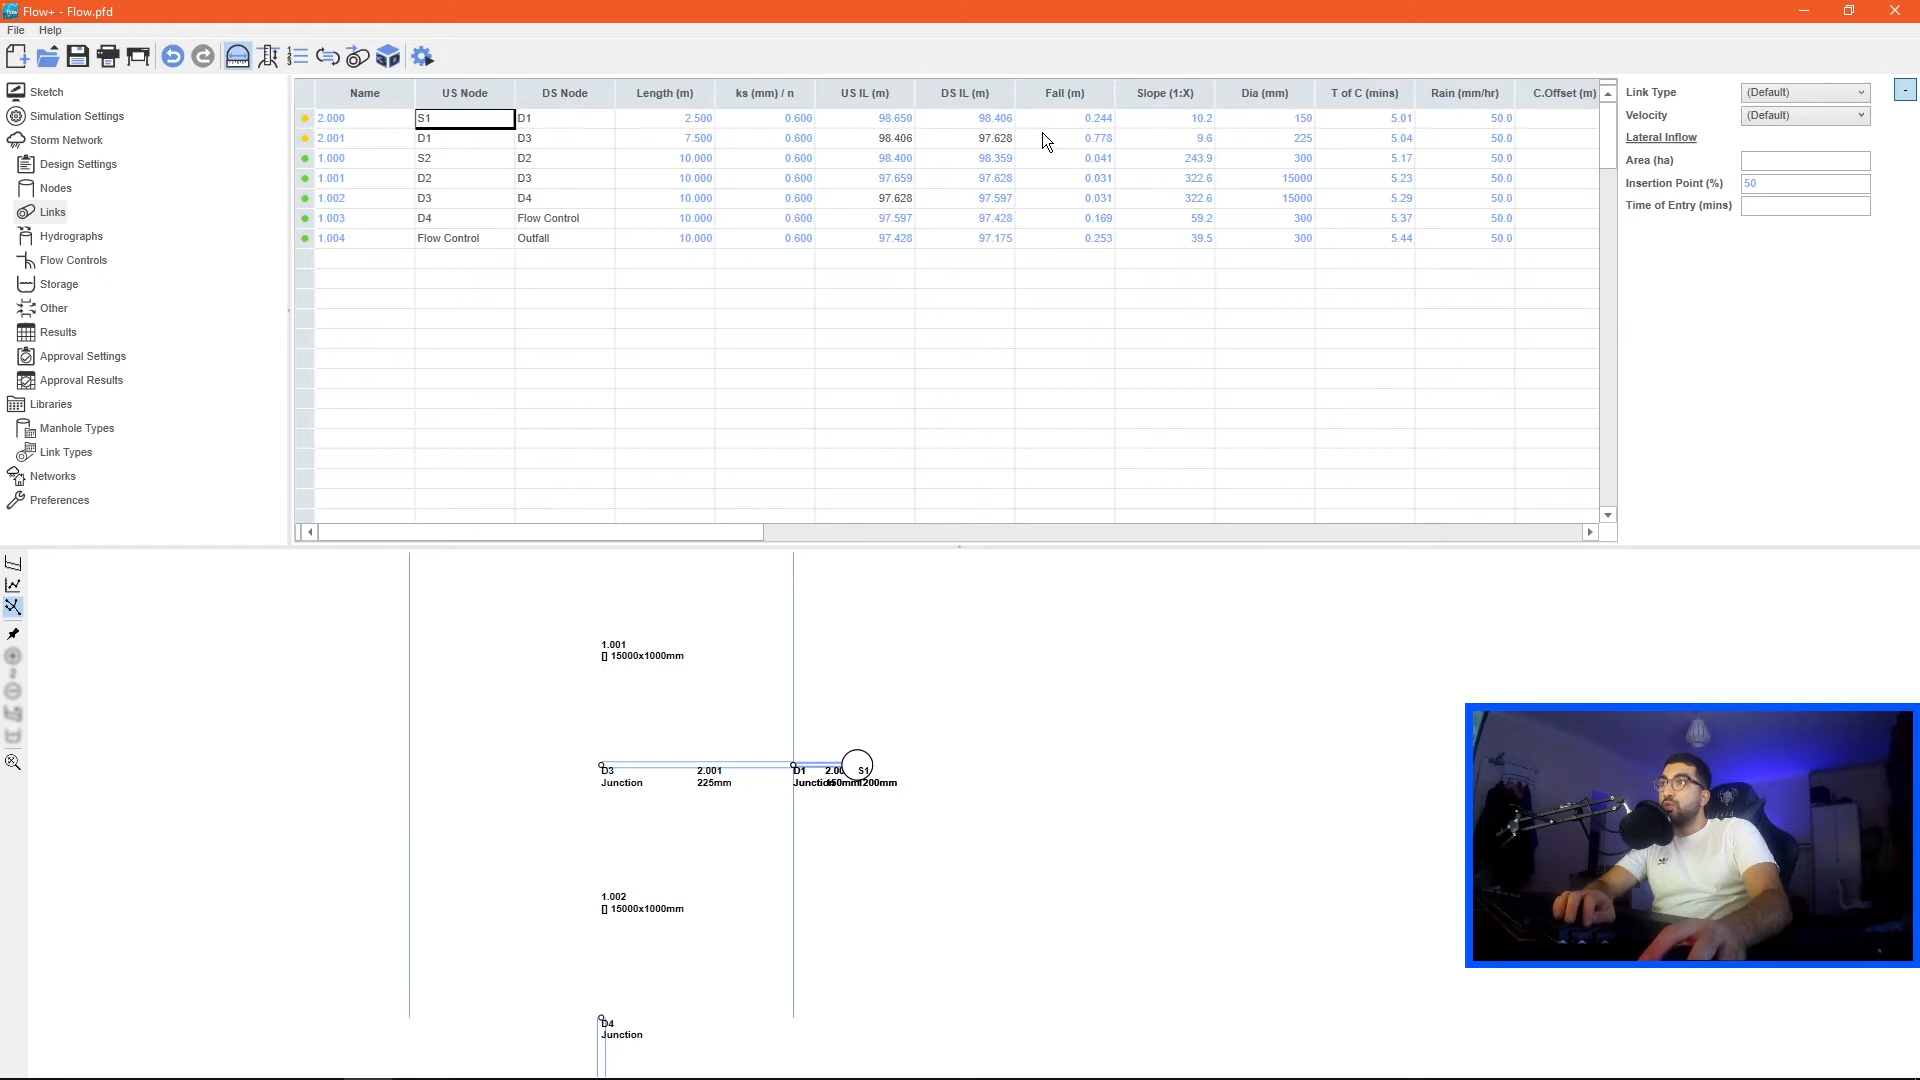 Flow+ - Flow.pfd
File Help
Sketch
Simulation Settings
Storm Network
Design Settings
Nodes
Links
Hydrographs
Flow Controls
Storage
Other
Results
Approval Settings
Approval Results
Libraries
Manhole Types
Link Types
Networks
Preferences
Name US Node DS Node Length (m) ks (mm) / n US IL (m) DS IL (m) Fall (m) Slope (1:X) Dia (mm) T of C (mins) Rain (mm/hr) C.Offset (m)
2.000 S1 D1 2.500 0.600 98.650 98.406 0.244 10.2 150 5.01 50.0
2.001 D1 D3 7.500 0.600 98.406 97.628 0.778 9.6 225 5.04 50.0
1.000 S2 D2 10.000 0.600 98.400 98.359 0.041 243.9 300 5.17 50.0
1.001 D2 D3 10.000 0.600 97.659 97.628 0.031 322.6 15000 5.23 50.0
1.002 D3 D4 10.000 0.600 97.628 97.597 0.031 322.6 15000 5.29 50.0
1.003 D4 Flow Control 10.000 0.600 97.597 97.428 0.169 59.2 300 5.37 50.0
1.004 Flow Control Outfall 10.000 0.600 97.428 97.175 0.253 39.5 300 5.44 50.0
Link Type (Default)
Velocity (Default)
Lateral Inflow
Area (ha)
Insertion Point (%) 50
Time of Entry (mins)
1.001
[] 15000x1000mm
D3 2.001 D1 S1
Junction 225mm
1.002
[] 15000x1000mm
D4
Junction